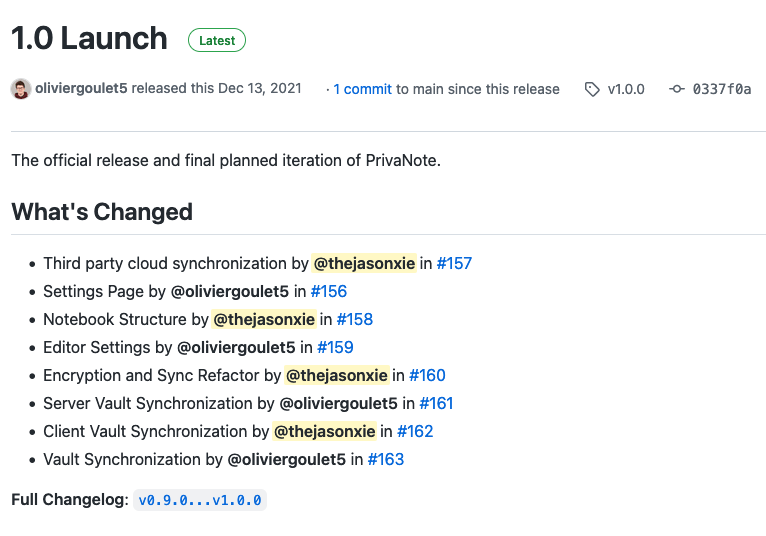 1.0 Launch Latest
oliviergoulet5 released this Dec 13, 2021 · 1 commit to main since this release v1.0.0 0337f0a
The official release and final planned iteration of PrivaNote.
What's Changed
• Third party cloud synchronization by @thejasonxie in #157
• Settings Page by @oliviergoulet5 in #156
• Notebook Structure by @thejasonxie in #158
• Editor Settings by @oliviergoulet5 in #159
• Encryption and Sync Refactor by @thejasonxie in #160
• Server Vault Synchronization by @oliviergoulet5 in #161
• Client Vault Synchronization by @thejasonxie in #162
• Vault Synchronization by @oliviergoulet5 in #163
Full Changelog: v0.9.0...v1.0.0